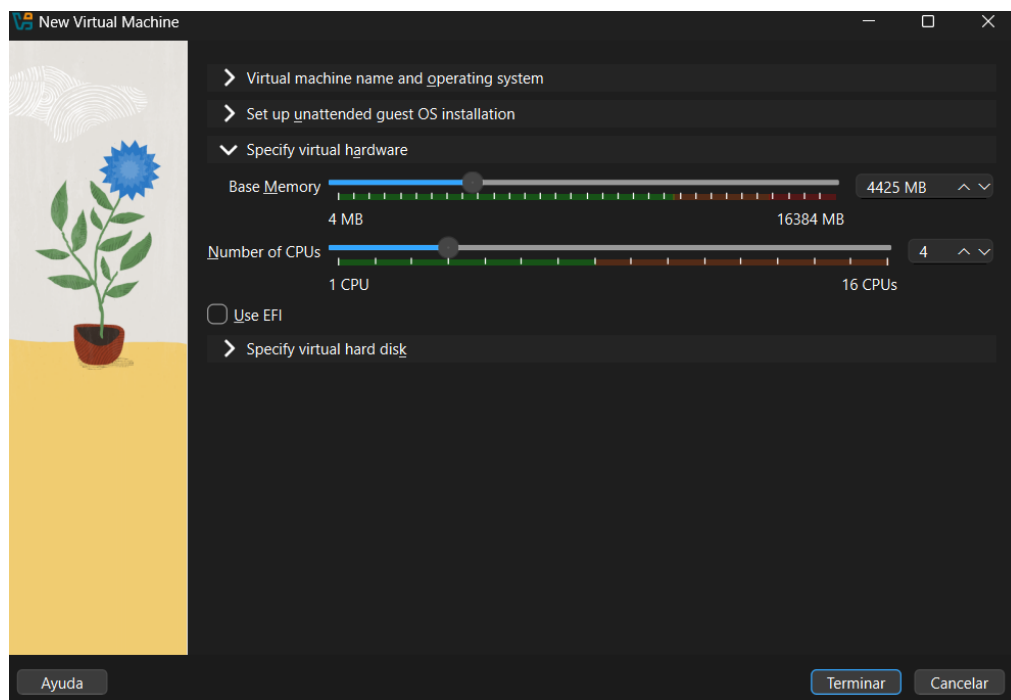 New Virtual Machine
Virtual machine name and operating system
Set up unattended guest OS installation
Specify virtual hardware
Base Memory 4425 MB
4 MB 16384 MB
Number of CPUs 4
1 CPU 16 CPUs
Use EFI
Specify virtual hard disk
Ayuda Terminar Cancelar